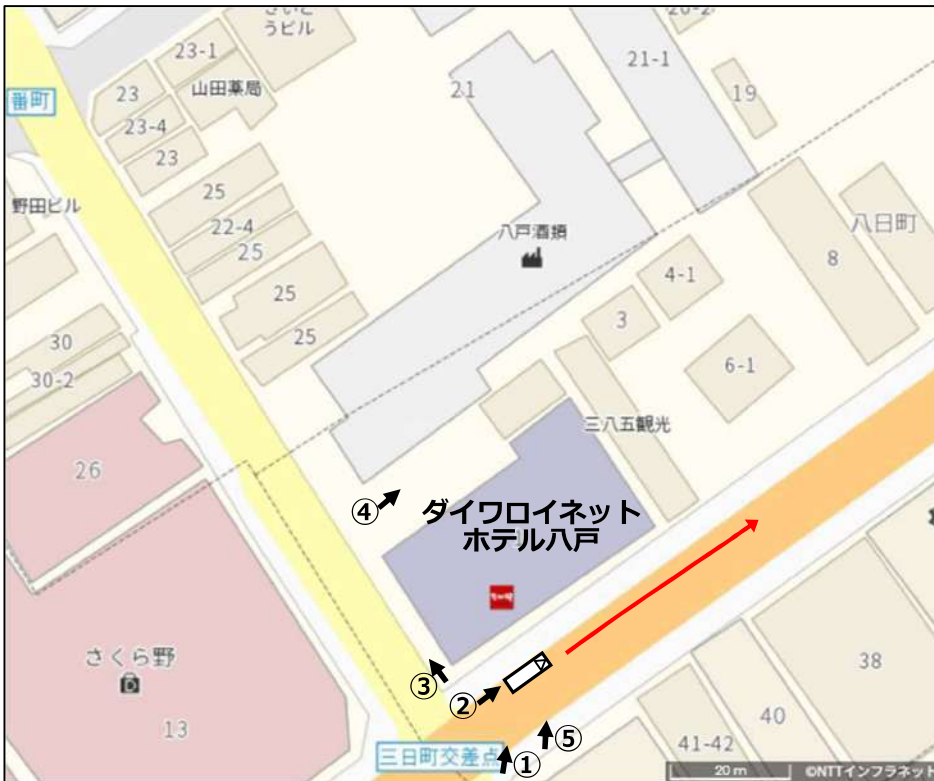 さいと
うビル
20-2
23-1
21-1
山田薬局
23
21
19
番町
23-4
23
野田ビル
25
22-4
25
八戸酒類
八日町
8
4-1
25
3
25
30
6-1
30-2
三八五観光
26
④
ダイワロイネット
ホテル八戸
さくら野
③
②
38
13
40
⑤
41-42
三日町交差点
①
20 m
©NTTインフラネット